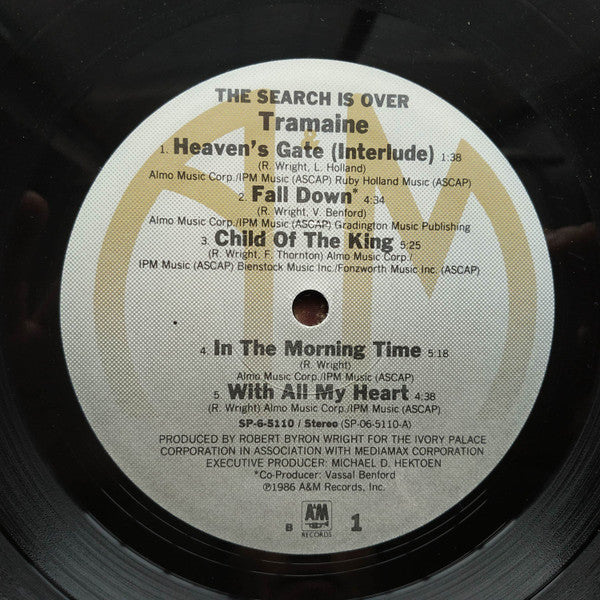 THE SEARCH IS OVER
Tramaine
1. Heaven's Gate (Interlude) 1:38
(R. Wright, L. Holland)
Almo Music Corp./IPM Music (ASCAP) Ruby Holland Music (ASCAP)
2. Fall Down* 4:34
(R. Wright, V. Benford)
Almo Music Corp./IPM Music (ASCAP) Gradington Music Publishing
3. Child Of The King 5:25
(R. Wright, F. Thornton) Almo Music Corp./
IPM Music (ASCAP) Bienstock Music Inc./Fonzworth Music Inc. (ASCAP)
4. In The Morning Time 5:18
(R. Wright)
Almo Music Corp./IPM Music (ASCAP)
5. With All My Heart 4:38
(R. Wright) Almo Music Corp./IPM Music (ASCAP)
SP-6-5110 / Stereo (SP-06-5110-A)
PRODUCED BY ROBERT BYRON WRIGHT FOR THE IVORY PALACE
CORPORATION IN ASSOCIATION WITH MEDIAMAX CORPORATION
EXECUTIVE PRODUCER: MICHAEL D. HEKTOEN
*Co-Producer: Vassal Benford
℗1986 A&M Records, Inc.
B A&M RECORDS 1
A&M